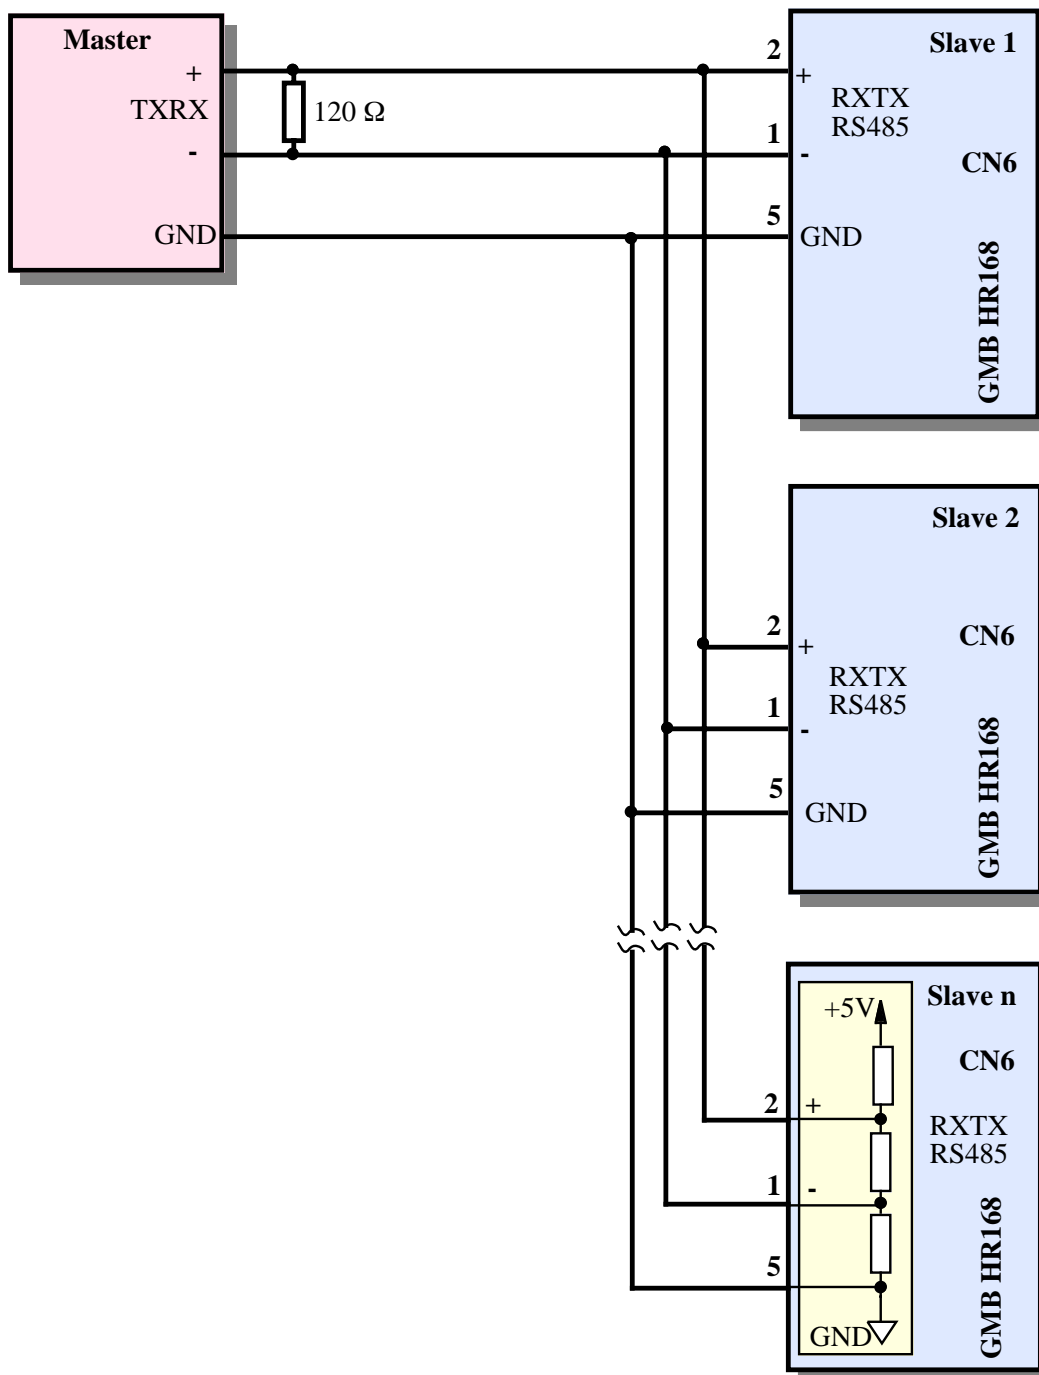 Master
+
TXRX
-
GND
120 Ω
2
1
5
Slave 1
+
RXTX
RS485
-
CN6
GND
GMB HR168
Slave 2
2
CN6
+
RXTX
RS485
1
-
5
GND
GMB HR168
Slave n
+5V
CN6
2
+
RXTX
RS485
1
-
5
GND
GMB HR168